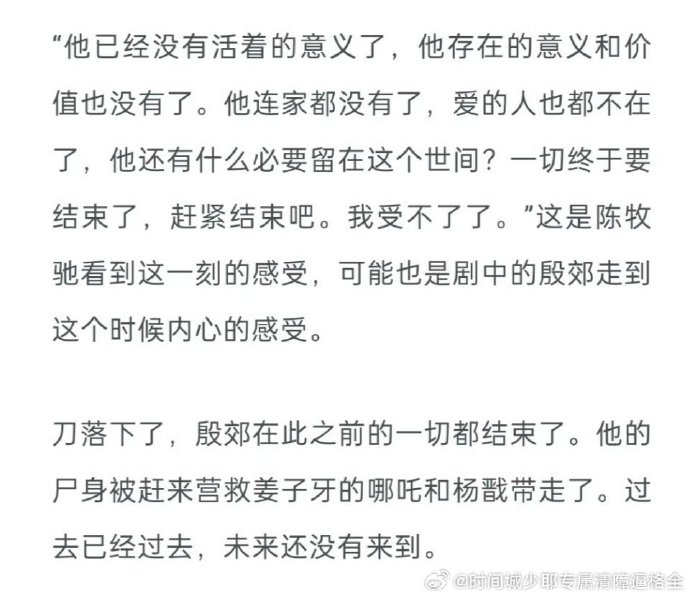 “他已经没有活着的意义了，他存在的意义和价
值也没有了。他连家都没有了，爱的人也都不在
了，他还有什么必要留在这个世间？一切终于要
结束了，赶紧结束吧。我受不了了。”这是陈牧
驰看到这一刻的感受，可能也是剧中的殷郊走到
这个时候内心的感受。
刀落下了，殷郊在此之前的一切都结束了。他的
尸身被赶来营救姜子牙的哪吒和杨戬带走了。过
去已经过去，未来还没有来到。
@时间城少耶专属清障逼格全